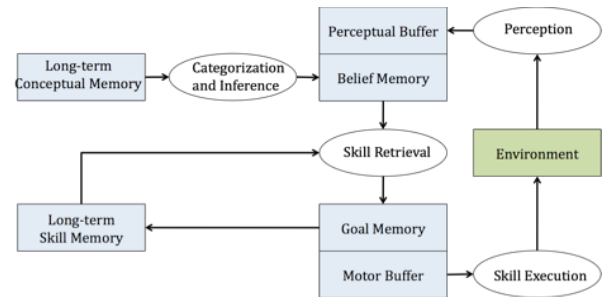 Perceptual Buffer
Perception
Long-term
Conceptual Memory
Categorization
and Inference
Belief Memory
Skill Retrieval
Environment
Long-term
Skill Memory
Goal Memory
Motor Buffer
Skill Execution